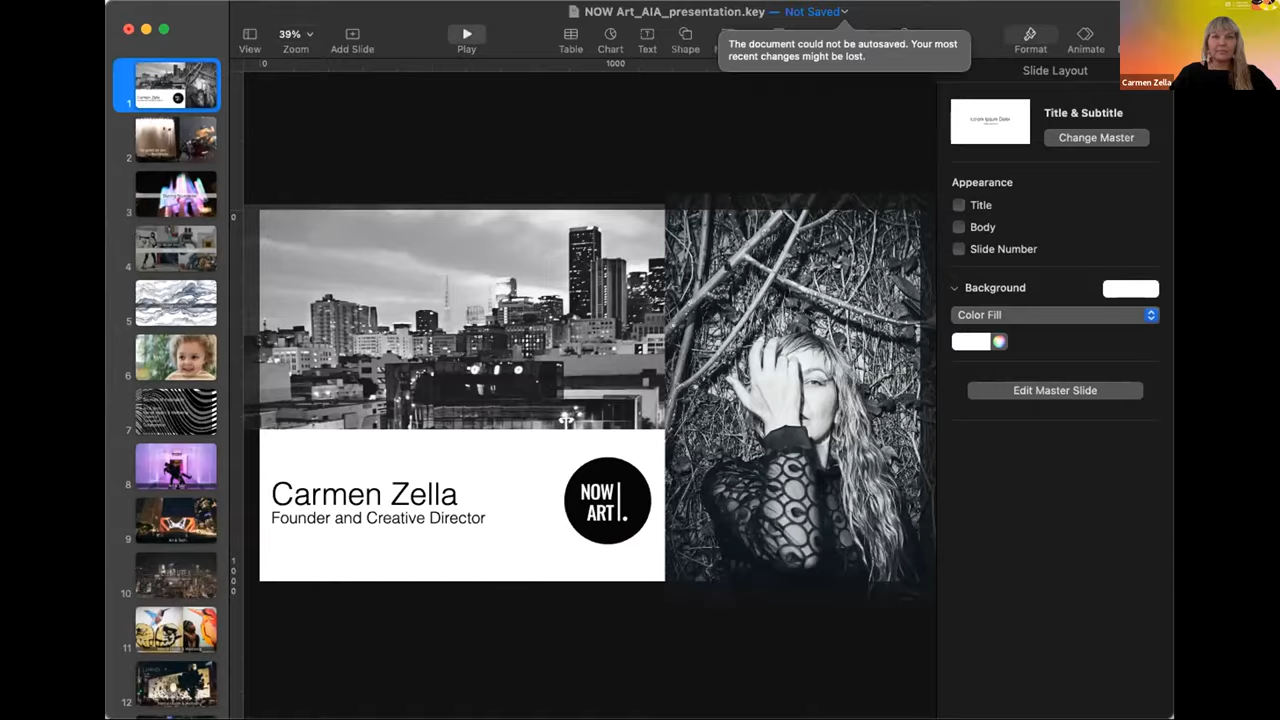 NOW Art_AIA_presentation.key — Not Saved
39%
View
Zoom
Add Slide
Play
Table
Chart
Text
Shape
Format
Animate
The document could not be autosaved. Your most
recent changes might be lost.
0
1000
Slide Layout
Carmen Zella
Title & Subtitle
Change Master
Appearance
Title
Body
Slide Number
Background
Color Fill
Edit Master Slide
1
2
3
4
5
6
7
8
9
10
11
12
0
1000
Carmen Zella
Founder and Creative Director
NOW
ART